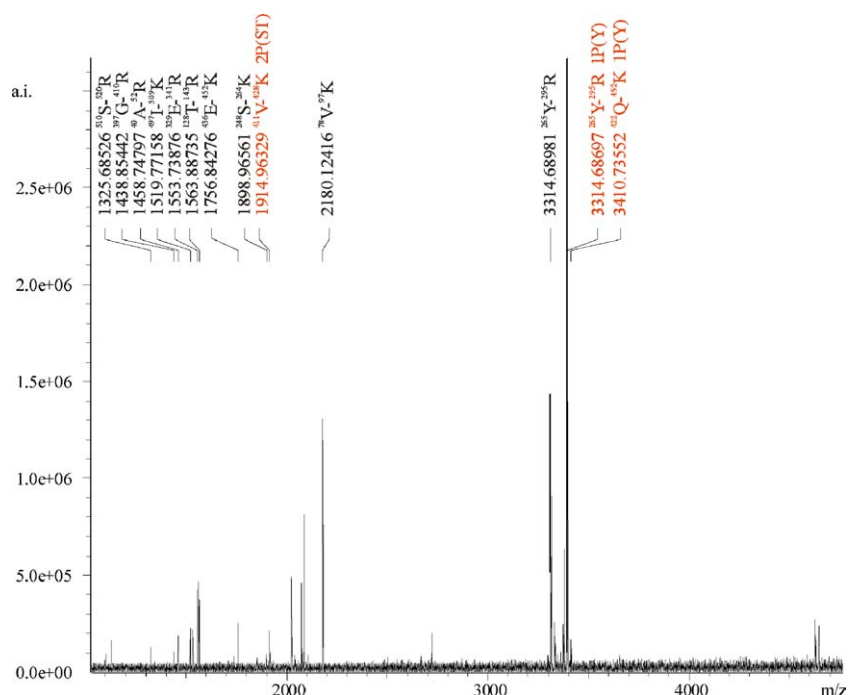 a.i.
1325.68526 ⁵¹⁰S-⁵²⁰R
1438.85442 ³⁹⁷G-⁴¹⁰R
1458.74797 ⁴⁰A-⁵²R
1519.77158 ⁴⁹⁷I-⁵⁰⁹K
1553.73876 ³²⁹E-³⁴¹R
1563.88735 ¹²⁸T-¹⁴³R
1756.84276 ⁴³⁶E-⁴⁵²K
1898.96561 ²⁴⁸S-²⁶⁴K
1914.96329 ⁴¹¹V-⁴²⁸K 2P(ST)
2180.12416 ⁷⁸V-⁹⁷K
3314.68981 ²⁶⁵Y-²⁹⁵R
3314.68697 ²⁶⁵Y-²⁹⁵R 1P(Y)
3410.73552 ⁴²²Q-⁴⁵²K 1P(Y)
2.5e+06
2.0e+06
1.5e+06
1.0e+06
5.0e+05
0.0e+00
2000 3000 4000 m/z